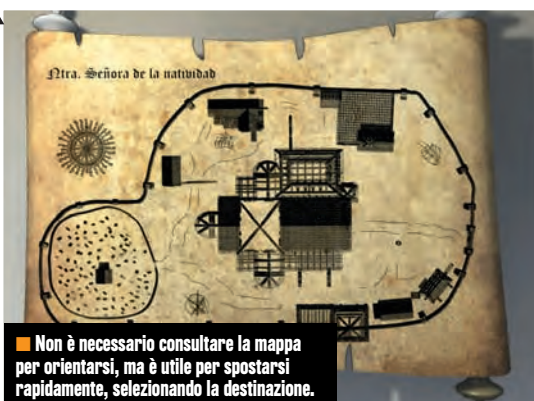 Ntra. Señora de la natividad
Non è necessario consultare la mappa
per orientarsi, ma è utile per spostarsi
rapidamente, selezionando la destinazione.